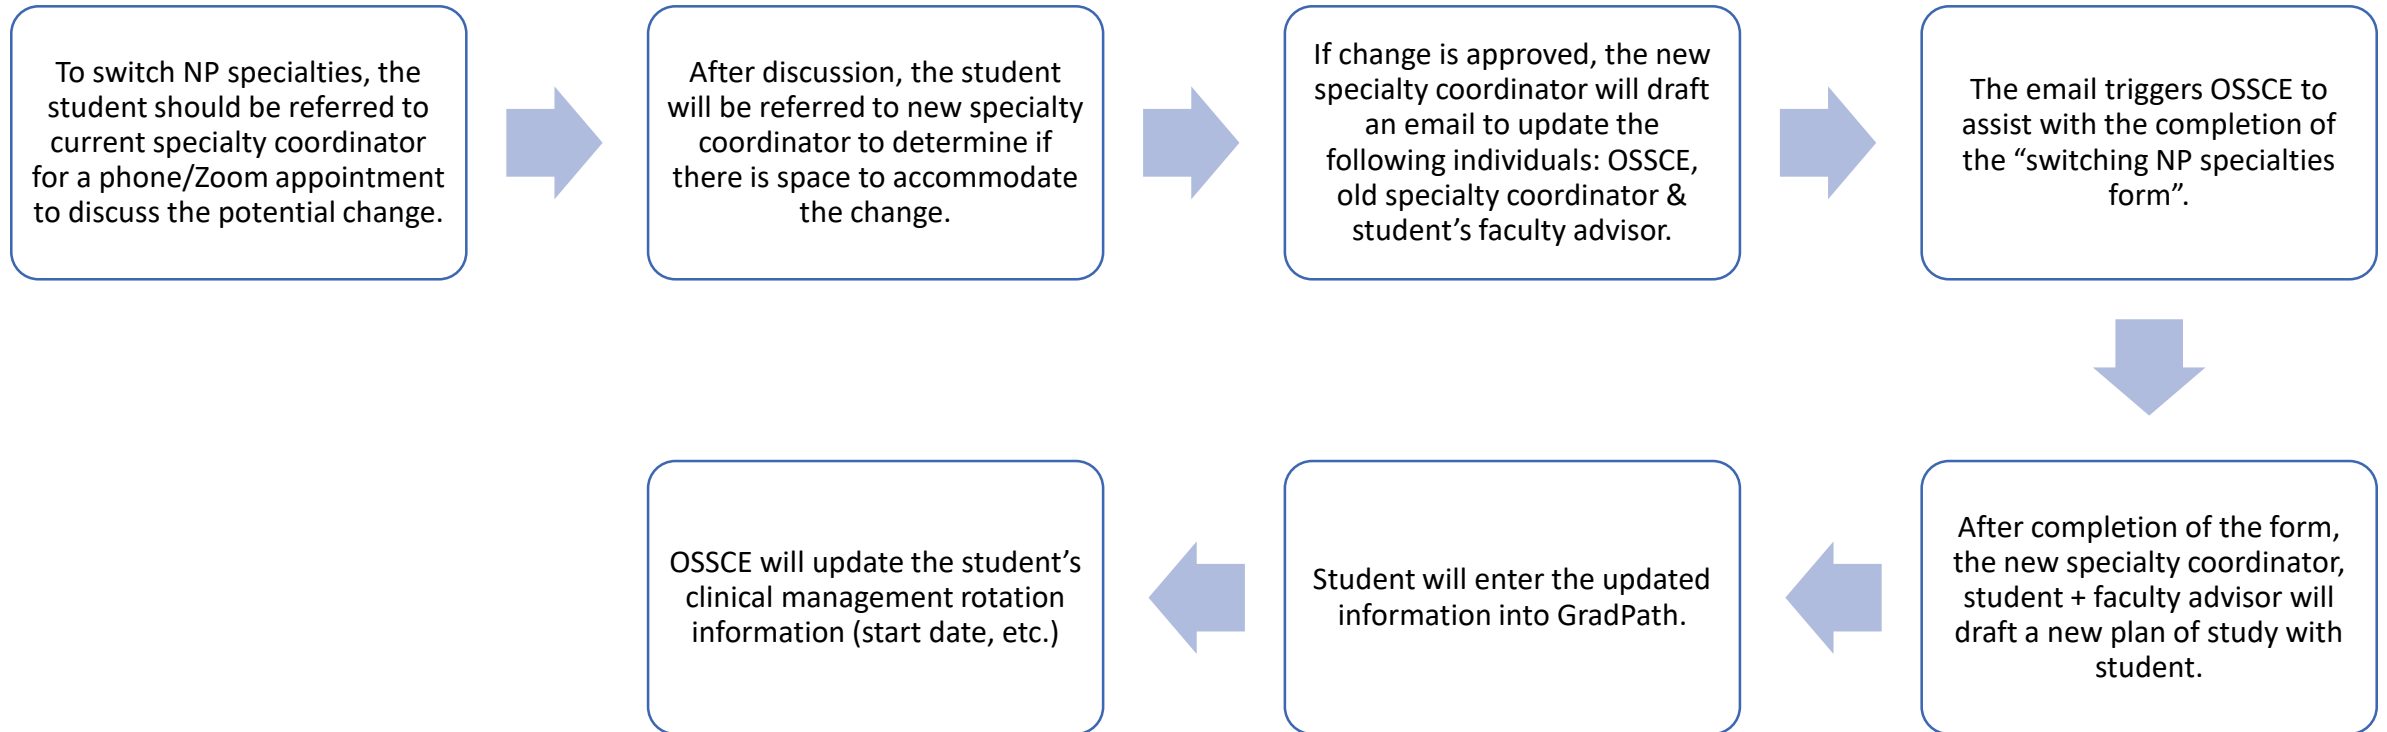 To switch NP specialties, the
student should be referred to
current specialty coordinator
for a phone/Zoom appointment
to discuss the potential change.
After discussion, the student
will be referred to new specialty
coordinator to determine if
there is space to accommodate
the change.
If change is approved, the new
specialty coordinator will draft
an email to update the
following individuals: OSSCE,
old specialty coordinator &
student’s faculty advisor.
The email triggers OSSCE to
assist with the completion of
the “switching NP specialties
form”.
After completion of the form,
the new specialty coordinator,
student + faculty advisor will
draft a new plan of study with
student.
Student will enter the updated
information into GradPath.
OSSCE will update the student’s
clinical management rotation
information (start date, etc.)